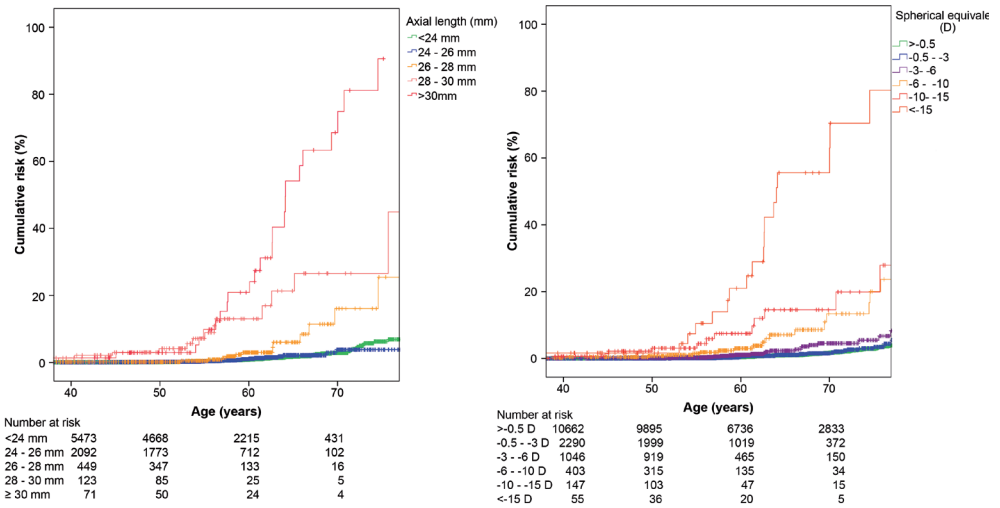 Axial length (mm)
<24 mm
24 - 26 mm
26 - 28 mm
28 - 30 mm
>30mm
100
80
60
40
20
0
Cumulative risk (%)
40 50 60 70
Age (years)
Number at risk
<24 mm 5473 4668 2215 431
24 - 26 mm 2092 1773 712 102
26 - 28 mm 449 347 133 16
28 - 30 mm 123 85 25 5
≥ 30 mm 71 50 24 4
Spherical equivale
(D)
>-0.5
-0.5 - -3
-3- -6
-6 - -10
-10- -15
<-15
100
80
60
40
20
0
Cumulative risk (%)
40 50 60 70
Age (years)
Number at risk
>-0.5 D 10662 9895 6736 2833
-0.5 - -3 D 2290 1999 1019 372
-3 - -6 D 1046 919 465 150
-6 - -10 D 403 315 135 34
-10 - -15 D 147 103 47 15
<-15 D 55 36 20 5